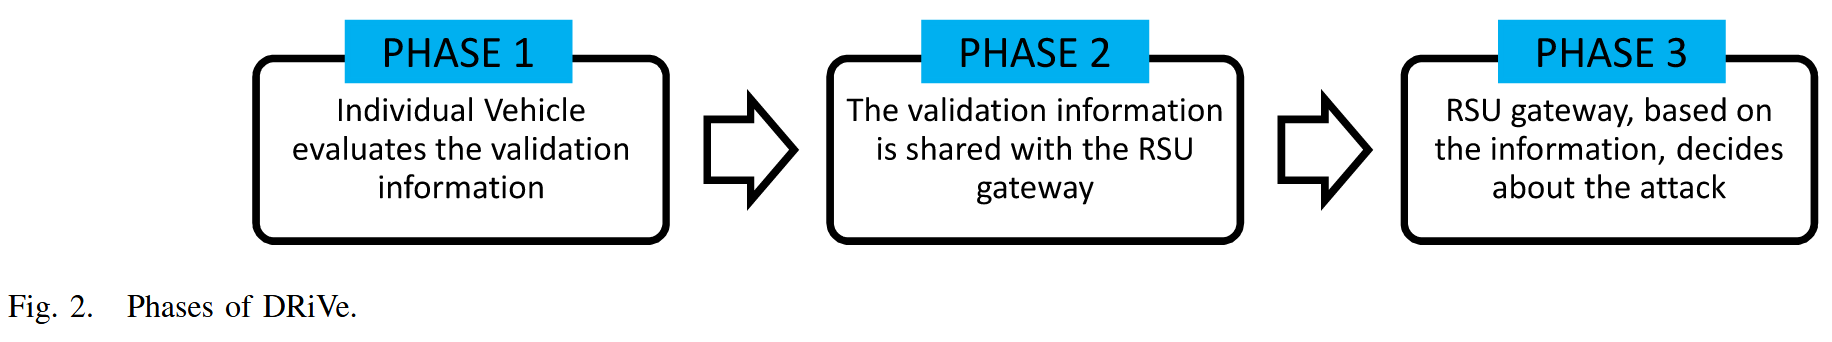 PHASE 1
Individual Vehicle
evaluates the validation
information
PHASE 2
The validation information
is shared with the RSU
gateway
PHASE 3
RSU gateway, based on
the information, decides
about the attack
Fig. 2. Phases of DRiVe.